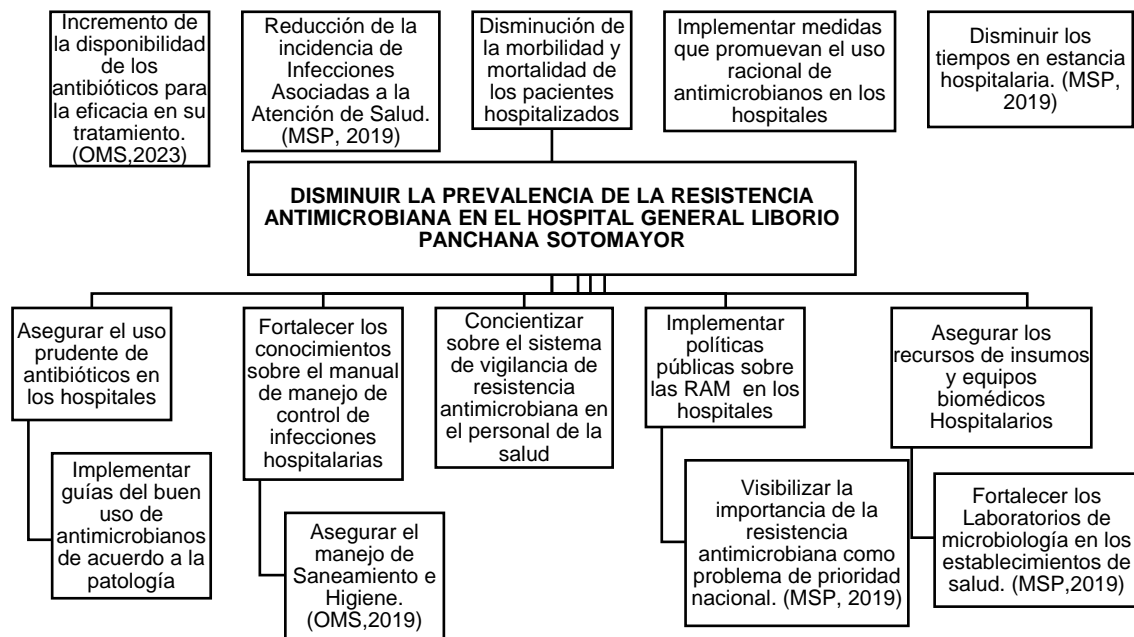 Incremento de
la disponibilidad
de los
antibióticos para
la eficacia en su
tratamiento.
(OMS,2023)
Reducción de la
incidencia de
Infecciones
Asociadas a la
Atención de Salud.
(MSP, 2019)
Disminución de
la morbilidad y
mortalidad de
los pacientes
hospitalizados
Implementar medidas
que promuevan el uso
racional de
antimicrobianos en los
hospitales
Disminuir los
tiempos en estancia
hospitalaria. (MSP,
2019)
DISMINUIR LA PREVALENCIA DE LA RESISTENCIA
ANTIMICROBIANA EN EL HOSPITAL GENERAL LIBORIO
PANCHANA SOTOMAYOR
Asegurar el uso
prudente de
antibióticos en
los hospitales
Fortalecer los
conocimientos
sobre el manual
de manejo de
control de
infecciones
hospitalarias
Concientizar
sobre el sistema
de vigilancia de
resistencia
antimicrobiana en
el personal de la
salud
Implementar
políticas
públicas sobre
las RAM en los
hospitales
Asegurar los
recursos de insumos
y equipos
biomédicos
Hospitalarios
Implementar
guías del buen
uso de
antimicrobianos
de acuerdo a la
patología
Asegurar el
manejo de
Saneamiento e
Higiene.
(OMS,2019)
Visibilizar la
importancia de la
resistencia
antimicrobiana como
problema de prioridad
nacional. (MSP, 2019)
Fortalecer los
Laboratorios de
microbiología en los
establecimientos de
salud. (MSP,2019)